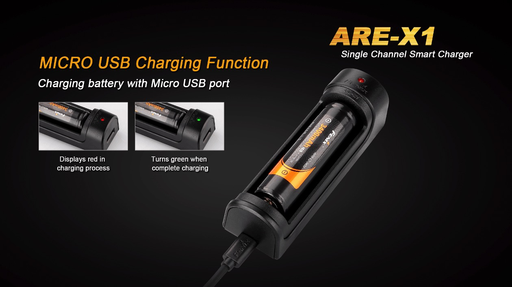 ARE-X1
Single Channel Smart Charger
MICRO USB Charging Function
Charging battery with Micro USB port
Displays red in
charging process
Turns green when
complete charging
Fenix